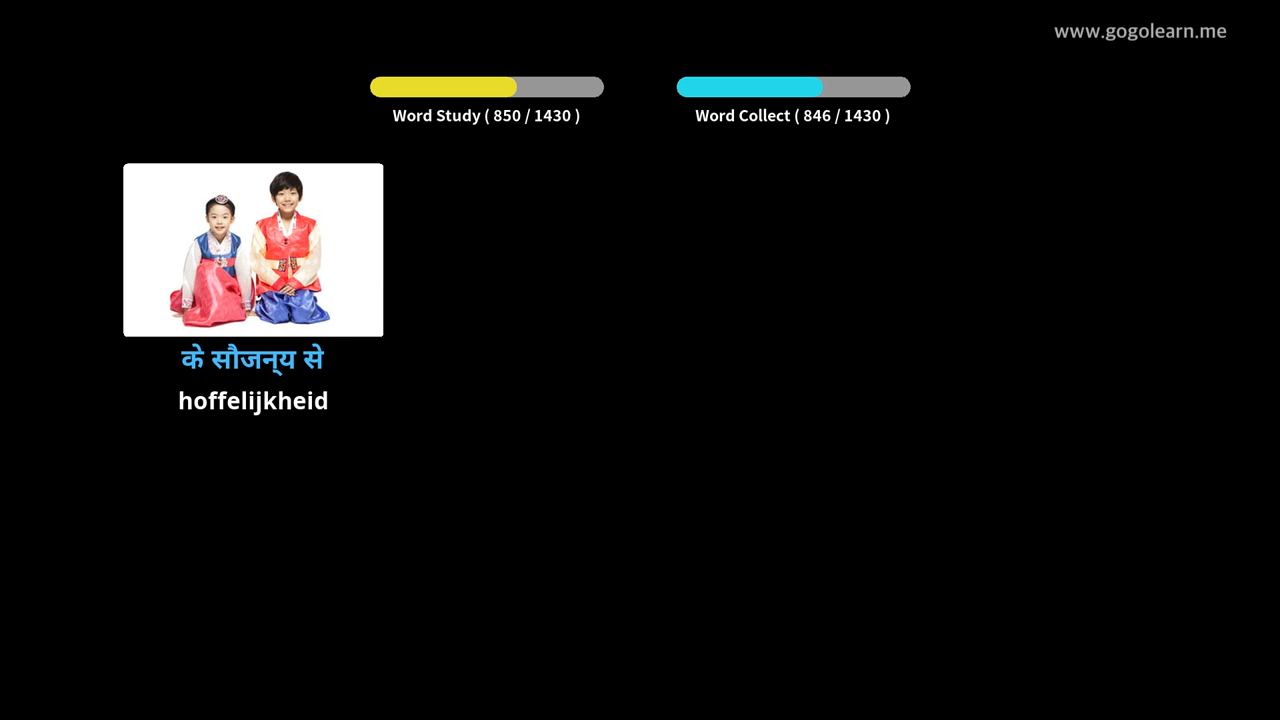 www.gogolearn.me
Word Study ( 850 / 1430 )
Word Collect ( 846 / 1430 )
के सौजन्य से
hoffelijkheid